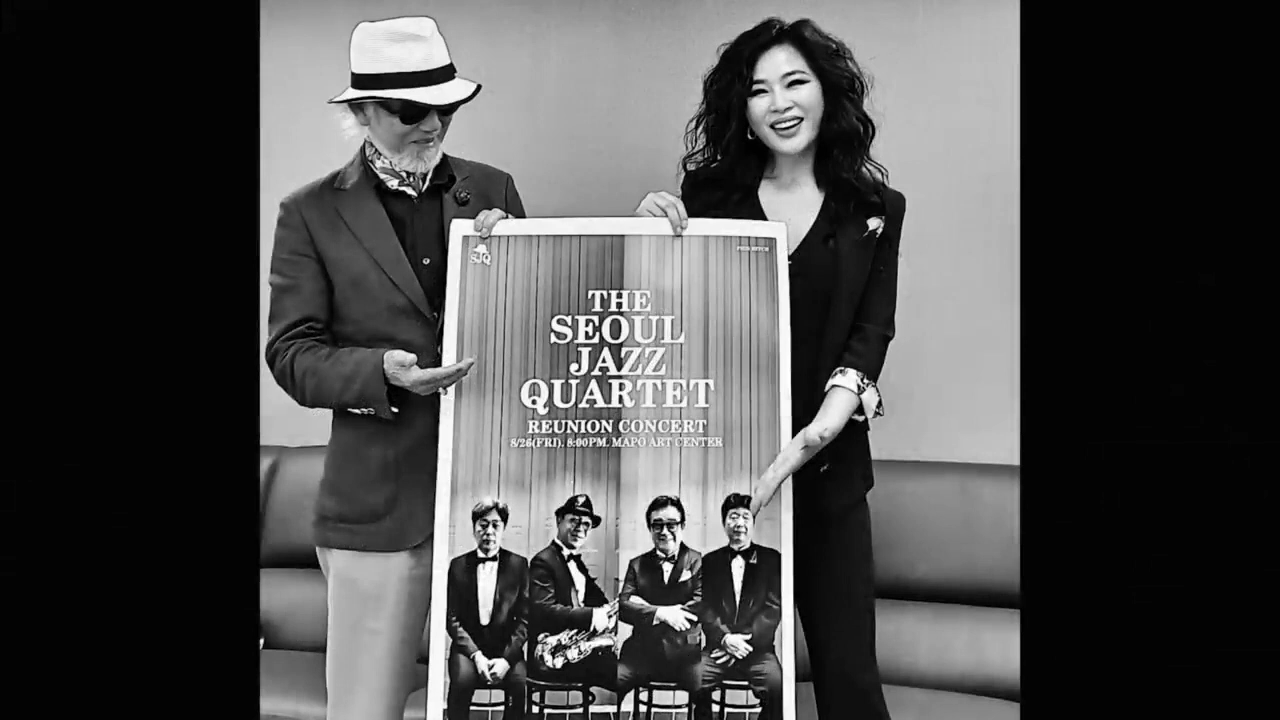 SJQ
THE
SEOUL
JAZZ
QUARTET
REUNION CONCERT
8/26(FRI). 8:00PM. MAPO ART CENTER